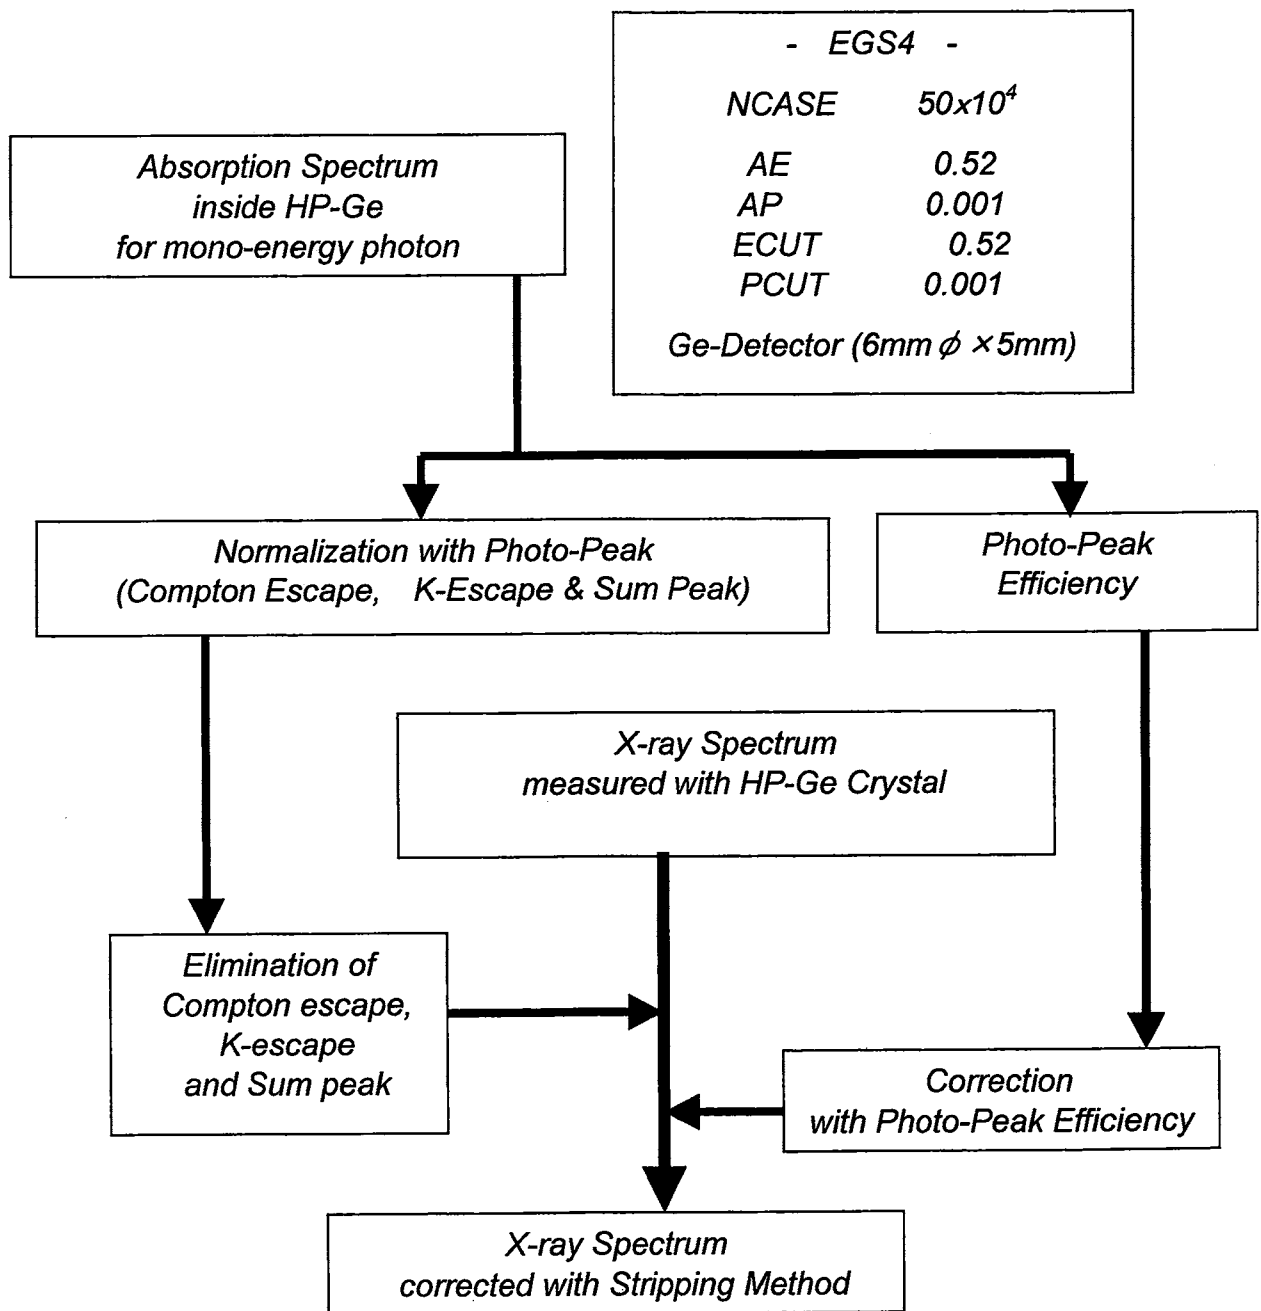 - EGS4 -
NCASE 50x10⁴
AE 0.52
AP 0.001
ECUT 0.52
PCUT 0.001
Ge-Detector (6mm ϕ × 5mm)
Absorption Spectrum
inside HP-Ge
for mono-energy photon
Normalization with Photo-Peak
(Compton Escape, K-Escape & Sum Peak)
Photo-Peak
Efficiency
X-ray Spectrum
measured with HP-Ge Crystal
Elimination of
Compton escape,
K-escape
and Sum peak
Correction
with Photo-Peak Efficiency
X-ray Spectrum
corrected with Stripping Method